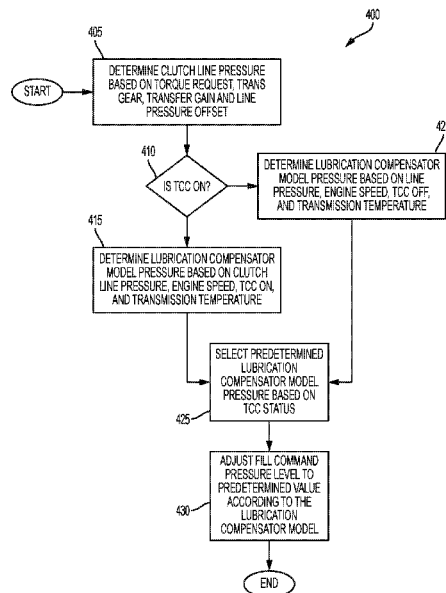 400
405
START
DETERMINE CLUTCH LINE PRESSURE
BASED ON TORQUE REQUEST, TRANS
GEAR, TRANSFER GAIN AND LINE
PRESSURE OFFSET
410
IS TCC ON?
42
DETERMINE LUBRICATION COMPENSATOR
MODEL PRESSURE BASED ON LINE
PRESSURE, ENGINE SPEED, TCC OFF,
AND TRANSMISSION TEMPERATURE
415
DETERMINE LUBRICATION COMPENSATOR
MODEL PRESSURE BASED ON CLUTCH
LINE PRESSURE, ENGINE SPEED, TCC ON,
AND TRANSMISSION TEMPERATURE
SELECT PREDETERMINED
LUBRICATION
COMPENSATOR MODEL
PRESSURE BASED ON
TCC STATUS
425
ADJUST FILL COMMAND
PRESSURE LEVEL TO
PREDETERMINED VALUE
ACCORDING TO THE
LUBRICATION
COMPENSATOR MODEL
430
END